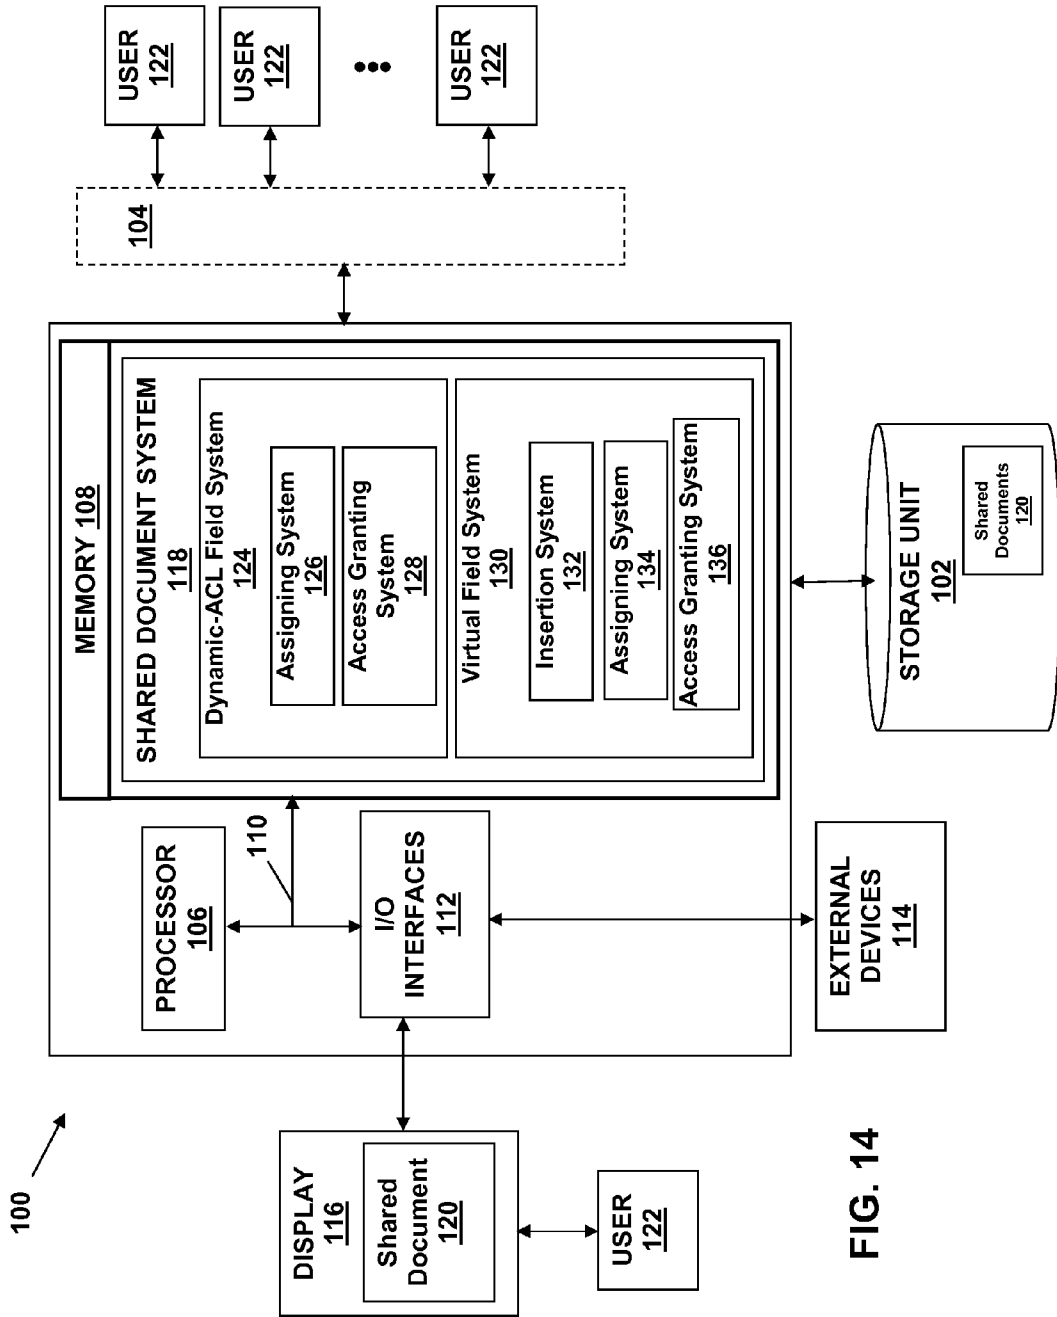 100
PROCESSOR
106
110
I/O
INTERFACES
112
MEMORY 108
SHARED DOCUMENT SYSTEM
118
Dynamic-ACL Field System
124
Assigning System
126
Access Granting
System
128
Virtual Field System
130
Insertion System
132
Assigning System
134
Access Granting System
136
104
USER
122
USER
122
•••
USER
122
DISPLAY
116
Shared
Document
120
USER
122
EXTERNAL
DEVICES
114
STORAGE UNIT
102
Shared
Documents
120
FIG. 14